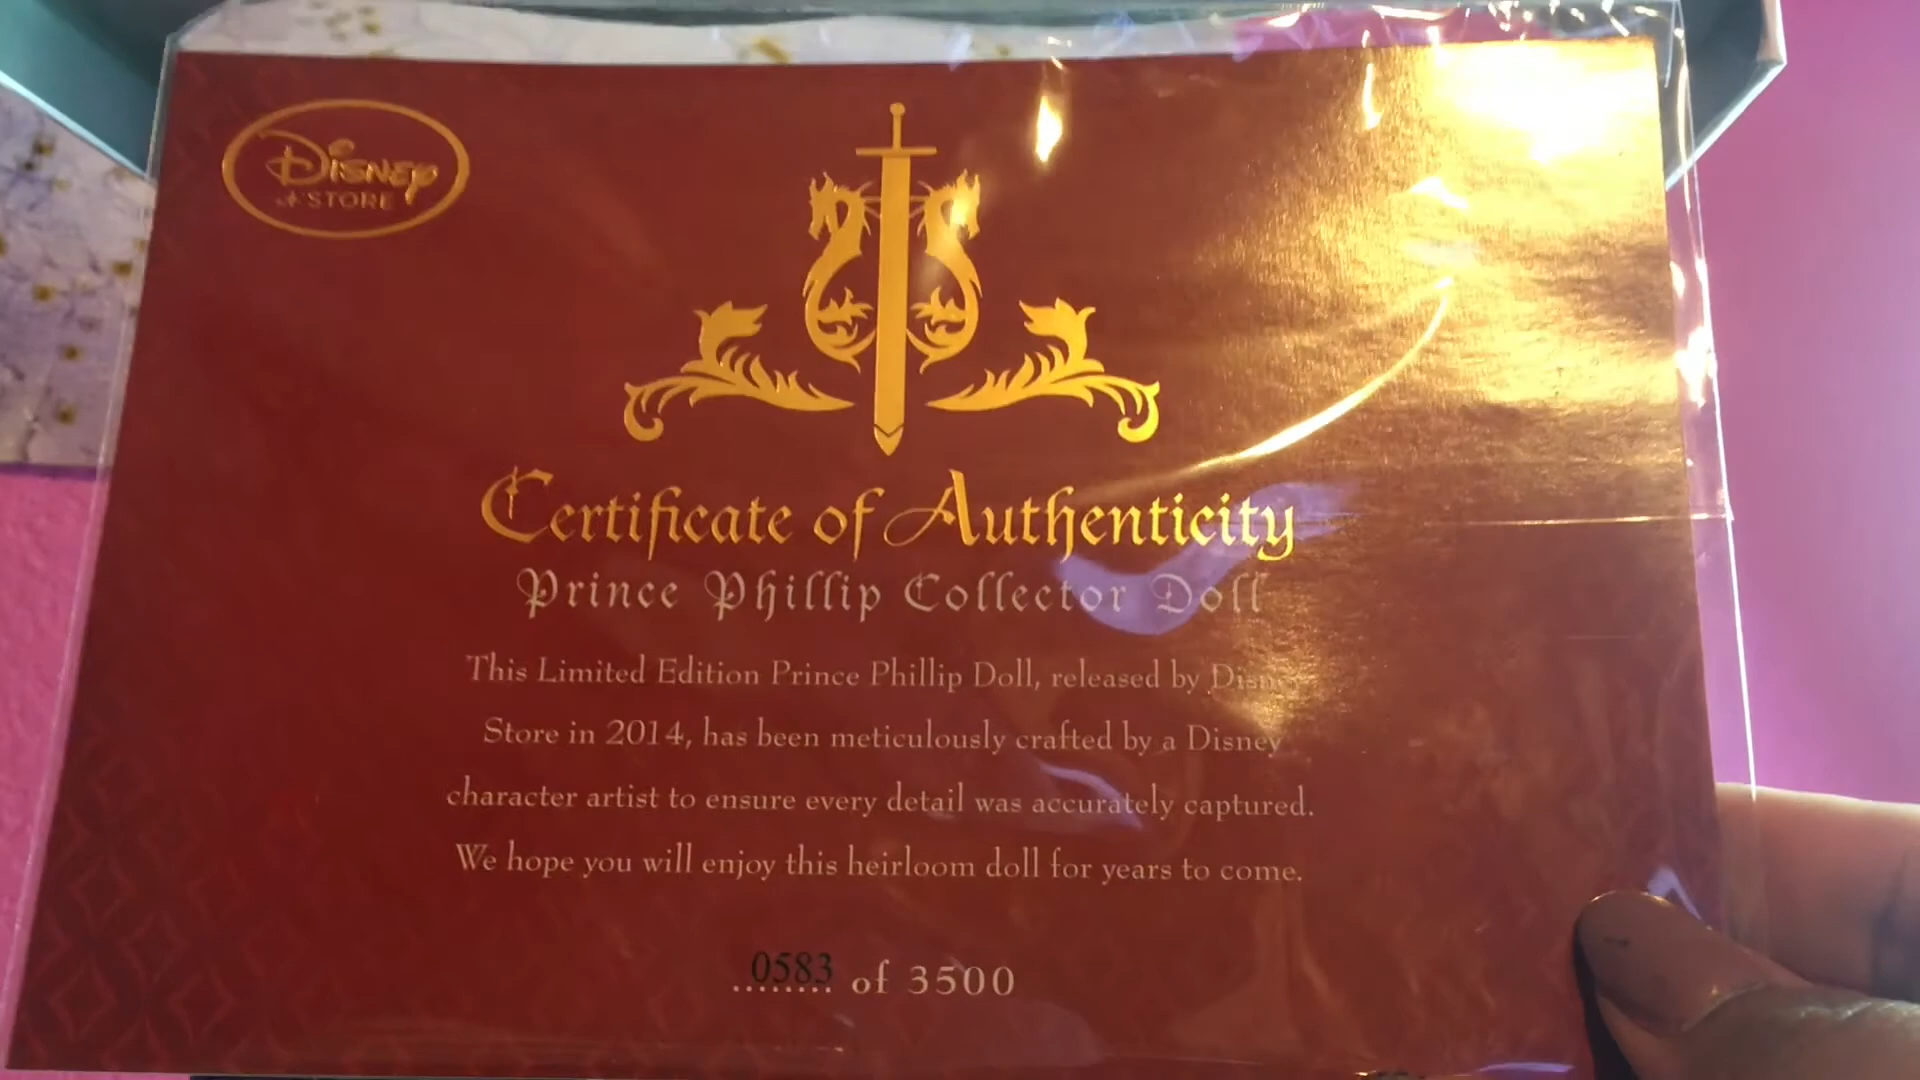 Disney
STORE
Certificate of Authenticity
Prince Phillip Collector Doll
This Limited Edition Prince Phillip Doll, released by Disney
Store in 2014, has been meticulously crafted by a Disney
character artist to ensure every detail was accurately captured.
We hope you will enjoy this heirloom doll for years to come.
0583 of 3500